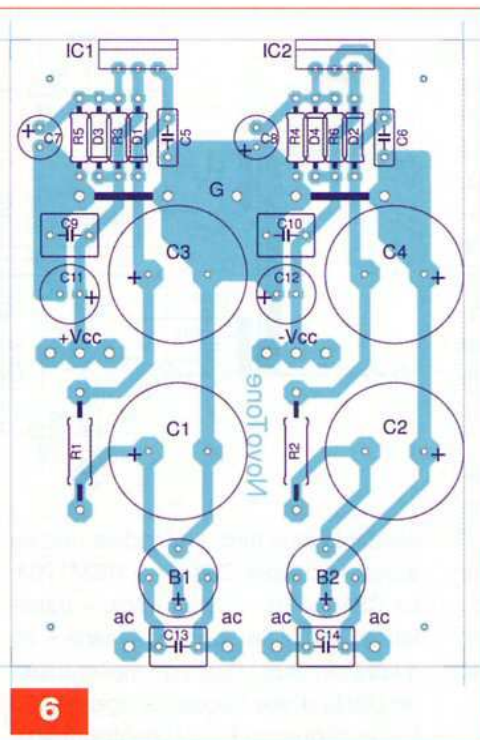 IC1 IC2
C7 R5 D3 R3 D1 C5 C8 R4 D4 R6 D2 C6
G
C9 C10
C3 C4
C11 C12
+Vcc -Vcc
NovoTone
C1 C2
R1 R2
B1 B2
ac ac ac ac
C13 C14
6